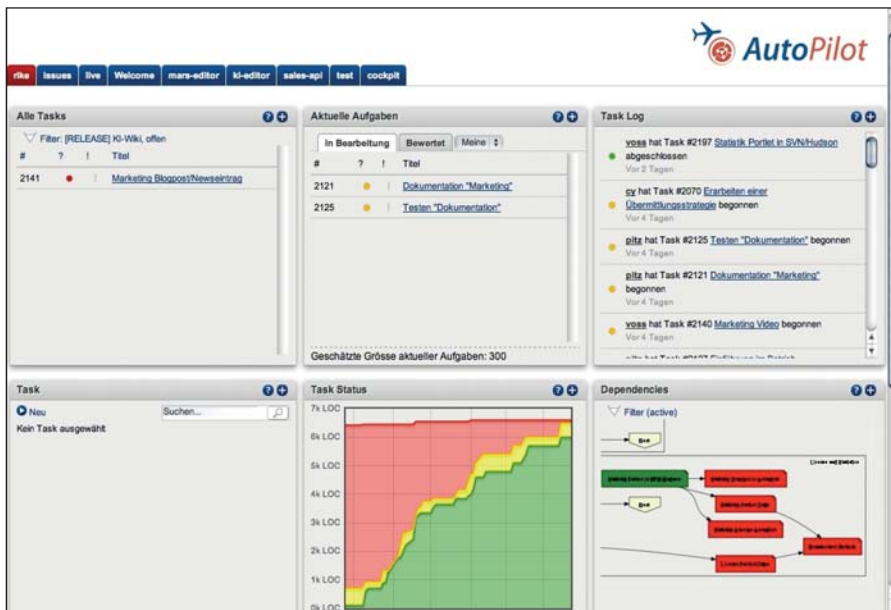 AutoPilot
rike issues live Welcome mars-editor ki-editor sales-api test cockpit
Alle Tasks
Filter: [RELEASE] KI-Wiki, offen
# ? ! Titel
2141 ! Marketing Blogpost/Newseintrag
Aktuelle Aufgaben
In Bearbeitung Bewertet Meine
# ? ! Titel
2121 ! Dokumentation "Marketing"
2125 ! Testen "Dokumentation"
Geschätzte Grösse aktueller Aufgaben: 300
Task Log
voss hat Task #2197 Statistik Portlet in SVN/Hudson
abgeschlossen
Vor 2 Tagen
cy hat Task #2070 Erarbeiten einer
Übermittlungsstrategie begonnen
Vor 4 Tagen
pitz hat Task #2125 Testen "Dokumentation" begonnen
Vor 4 Tagen
pitz hat Task #2121 Dokumentation "Marketing"
begonnen
Vor 4 Tagen
voss hat Task #2140 Marketing Video begonnen
Vor 4 Tagen
Task
Neu Suchen...
Kein Task ausgewählt
Task Status
7k LOC
6k LOC
5k LOC
4k LOC
3k LOC
2k LOC
1k LOC
0k LOC
Dependencies
Filter (active)